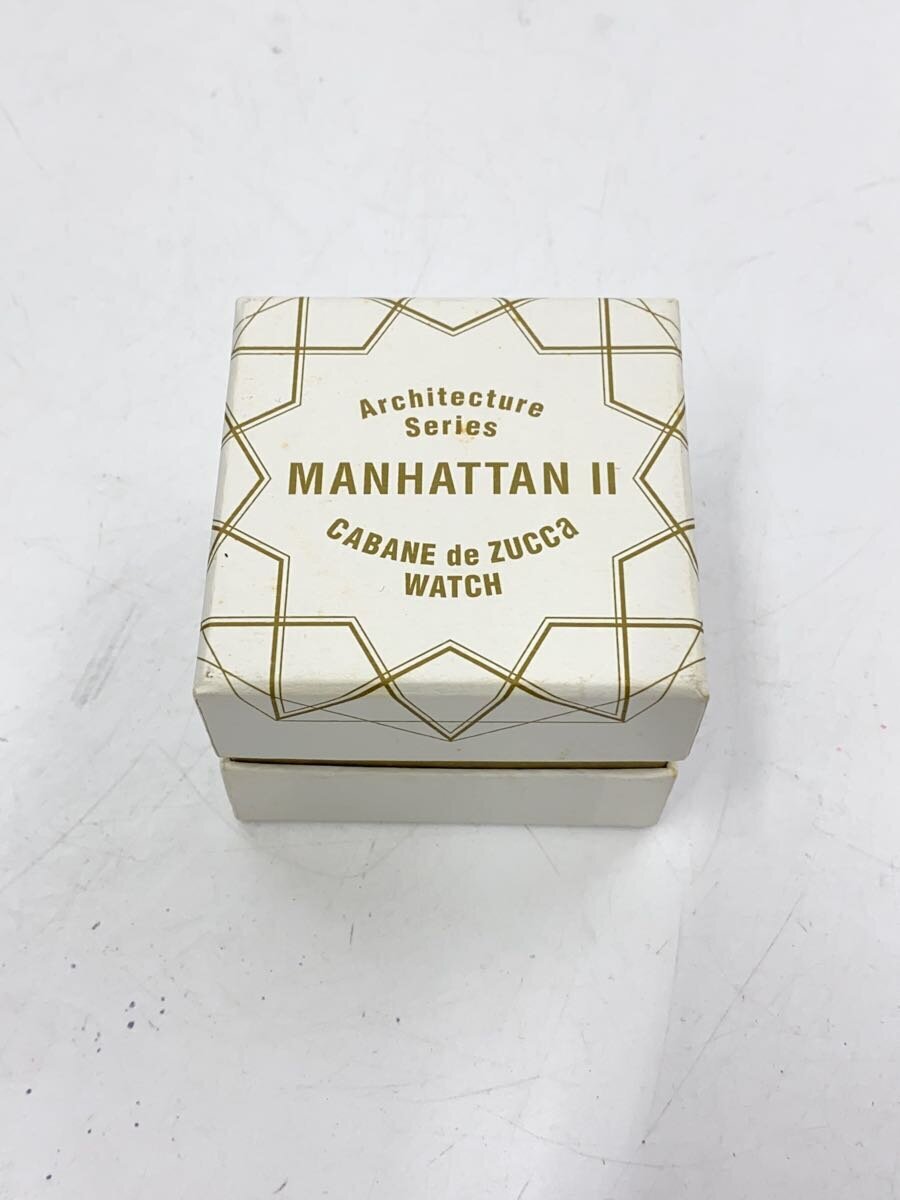 Architecture
Series
MANHATTAN II
CABANE de ZUCCa
WATCH